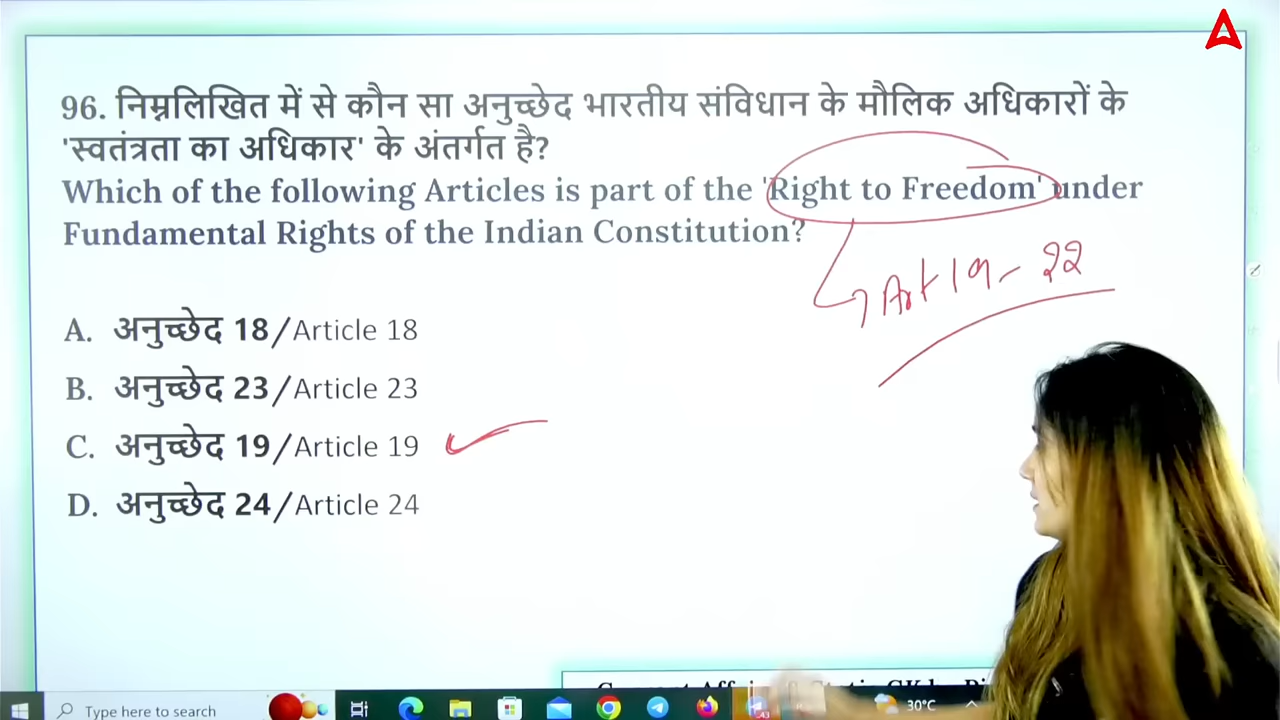 96. निम्नलिखित में से कौन सा अनुच्छेद भारतीय संविधान के मौलिक अधिकारों के
'स्वतंत्रता का अधिकार' के अंतर्गत है?
Which of the following Articles is part of the 'Right to Freedom' under
Fundamental Rights of the Indian Constitution?
Art 19 - 22
A. अनुच्छेद 18/Article 18
B. अनुच्छेद 23/Article 23
C. अनुच्छेद 19/Article 19
D. अनुच्छेद 24/Article 24
Type here to search
30°C